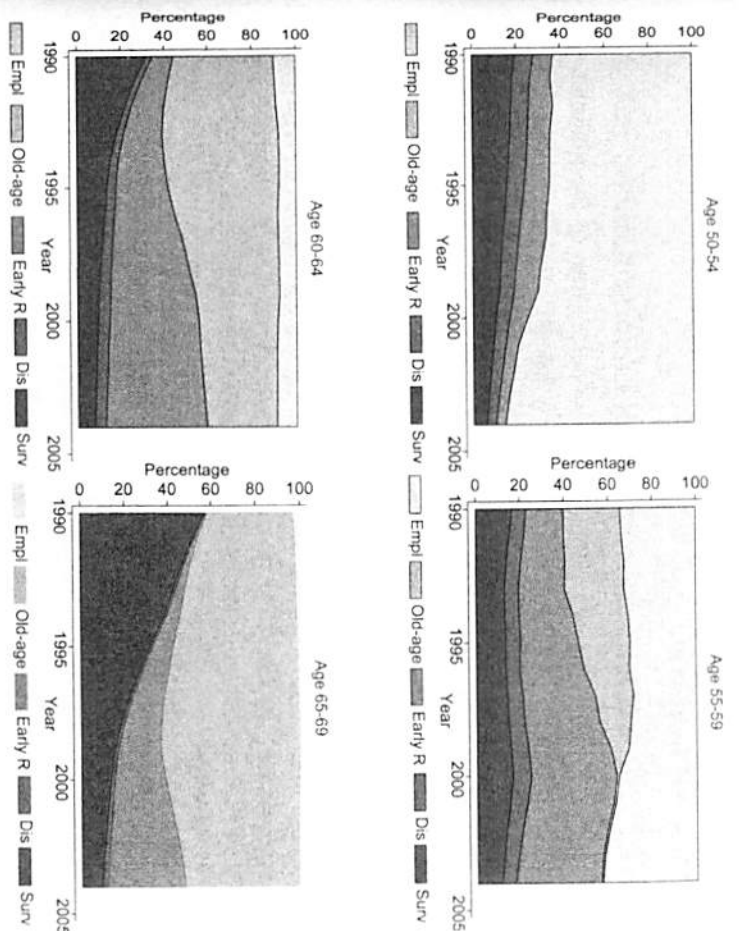 Age 50-54
Percentage
0 20 40 60 80 100
1990 1995 2000 2005
Year
Empl Old-age Early R Dis Surv
Age 55-59
Percentage
0 20 40 60 80 100
1990 1995 2000 2005
Year
Empl Old-age Early R Dis Surv
Age 60-64
Percentage
0 20 40 60 80 100
1990 1995 2000 2005
Year
Empl Old-age Early R Dis Surv
Age 65-69
Percentage
0 20 40 60 80 100
1990 1995 2000 2005
Year
Empl Old-age Early R Dis Surv